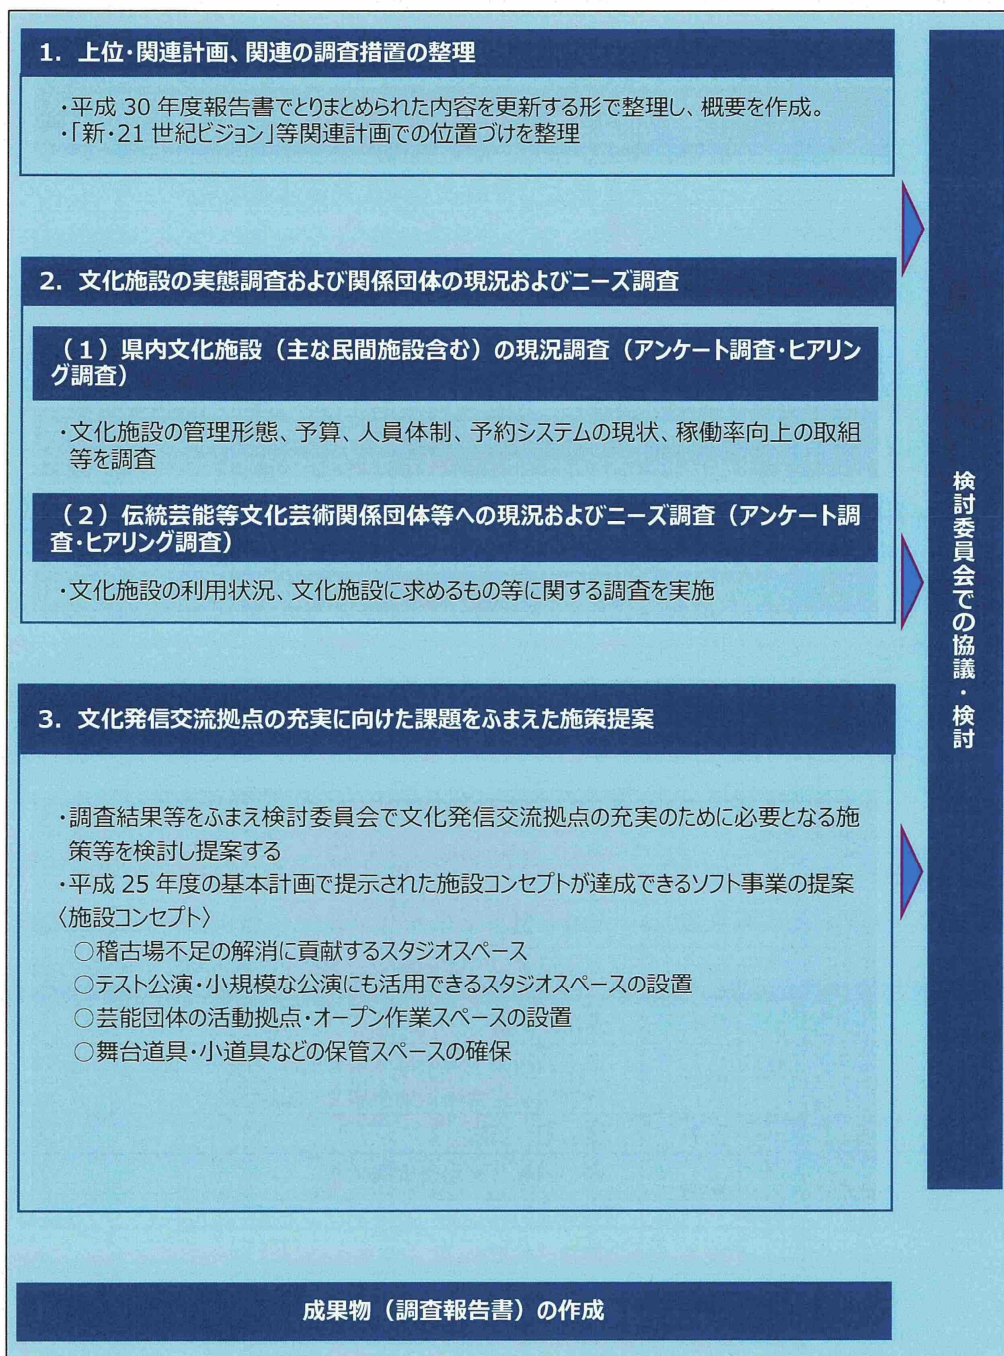 1. 上位・関連計画、関連の調査措置の整理
・平成 30 年度報告書でとりまとめられた内容を更新する形で整理し、概要を作成。
・「新・21 世紀ビジョン」等関連計画での位置づけを整理
2. 文化施設の実態調査および関係団体の現況およびニーズ調査
（１）県内文化施設（主な民間施設含む）の現況調査（アンケート調査・ヒアリン
グ調査）
・文化施設の管理形態、予算、人員体制、予約システムの現状、稼働率向上の取組
等を調査
（２）伝統芸能等文化芸術関係団体等への現況およびニーズ調査（アンケート調
査・ヒアリング調査）
・文化施設の利用状況、文化施設に求めるもの等に関する調査を実施
3. 文化発信交流拠点の充実に向けた課題をふまえた施策提案
・調査結果等をふまえ検討委員会で文化発信交流拠点の充実のために必要となる施
策等を検討し提案する
・平成 25 年度の基本計画で提示された施設コンセプトが達成できるソフト事業の提案
〈施設コンセプト〉
○稽古場不足の解消に貢献するスタジオスペース
○テスト公演・小規模な公演にも活用できるスタジオスペースの設置
○芸能団体の活動拠点・オープン作業スペースの設置
○舞台道具・小道具などの保管スペースの確保
検討委員会での協議・検討
成果物（調査報告書）の作成